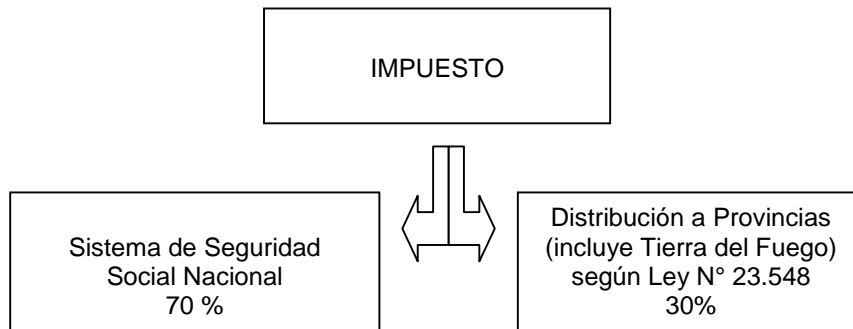 IMPUESTO
Sistema de Seguridad
Social Nacional
70 %
Distribución a Provincias
(incluye Tierra del Fuego)
según Ley N° 23.548
30%